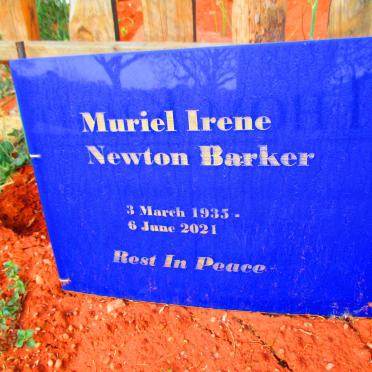 Muriel Irene
Newton Barker
3 March 1935 -
6 June 2021
Rest In Peace